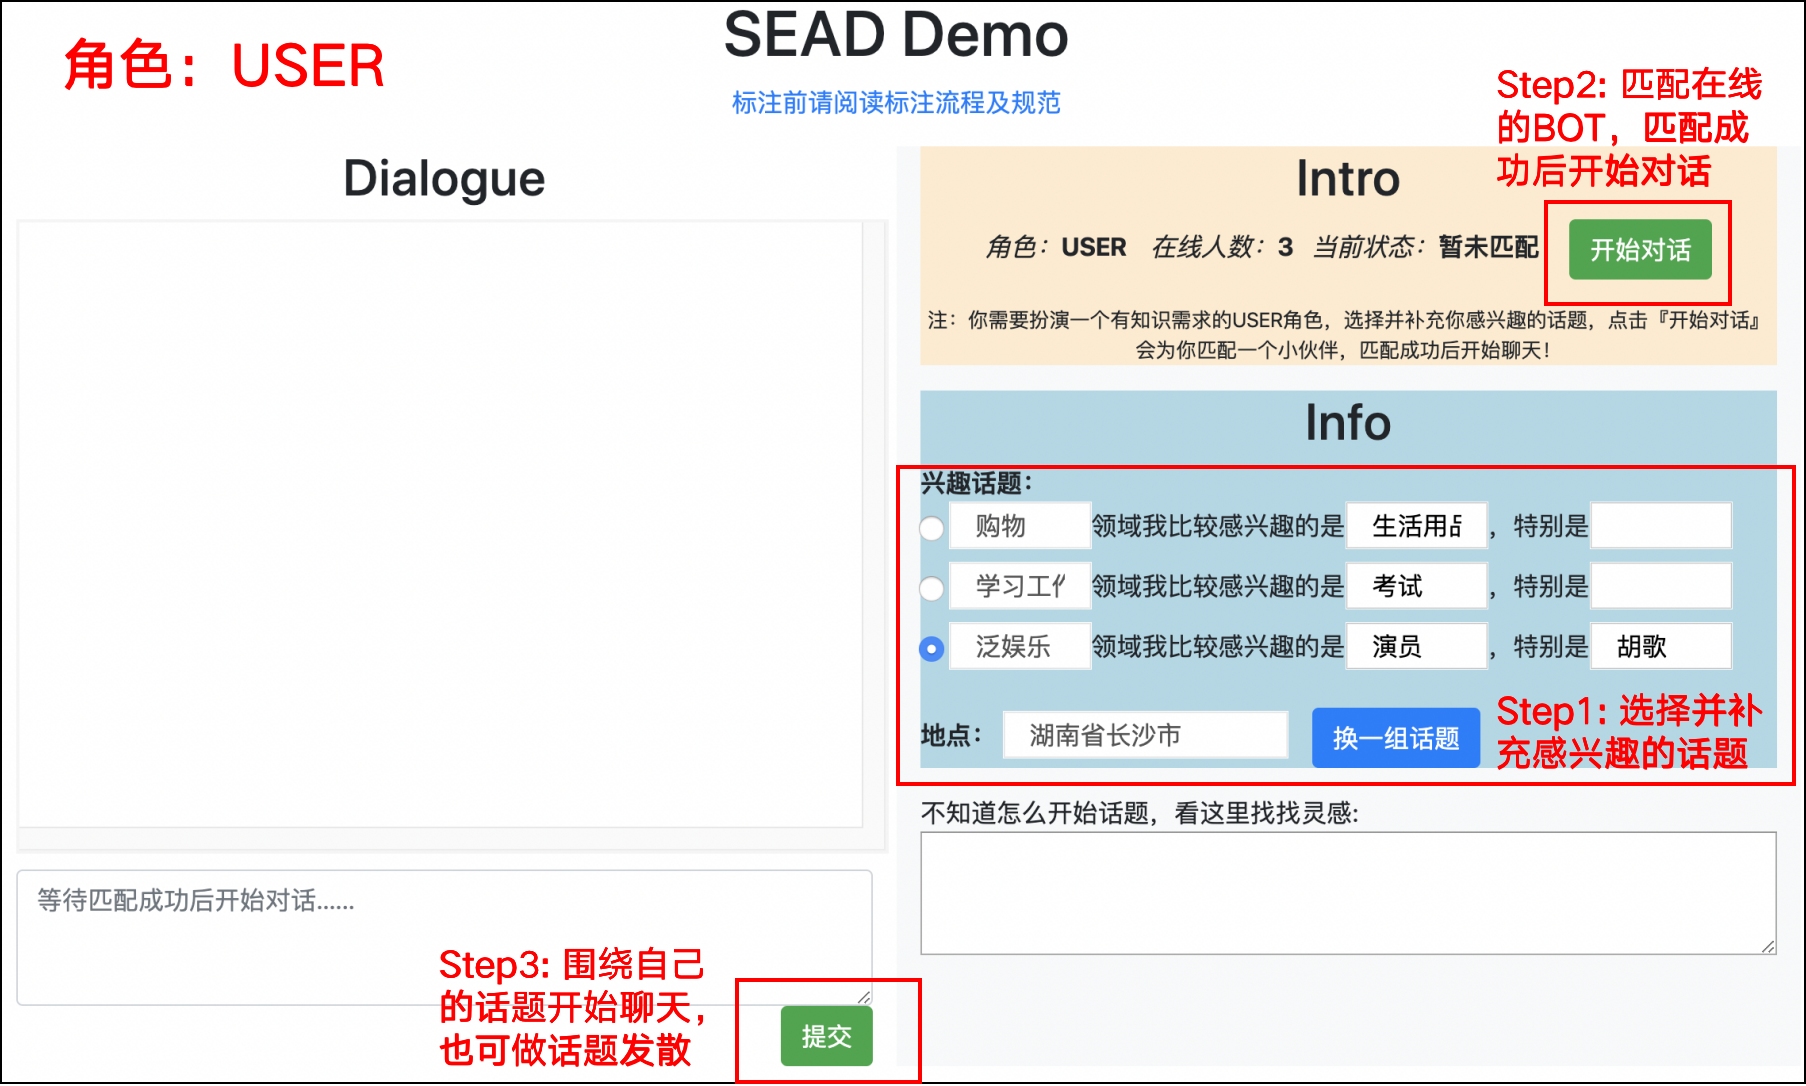 SEAD Demo
角色：USER
标注前请阅读标注流程及规范
Step2: 匹配在线
的BOT，匹配成
功后开始对话
Dialogue
Intro
角色：USER 在线人数：3 当前状态：暂未匹配
开始对话
注：你需要扮演一个有知识需求的USER角色，选择并补充你感兴趣的话题，点击『开始对话』
会为你匹配一个小伙伴，匹配成功后开始聊天！
Info
兴趣话题：
购物 领域我比较感兴趣的是 生活用品 ，特别是
学习工作 领域我比较感兴趣的是 考试 ，特别是
泛娱乐 领域我比较感兴趣的是 演员 ，特别是 胡歌
地点： 湖南省长沙市 换一组话题
Step1: 选择并补
充感兴趣的话题
不知道怎么开始话题，看这里找找灵感:
等待匹配成功后开始对话......
Step3: 围绕自己
的话题开始聊天，
也可做话题发散
提交